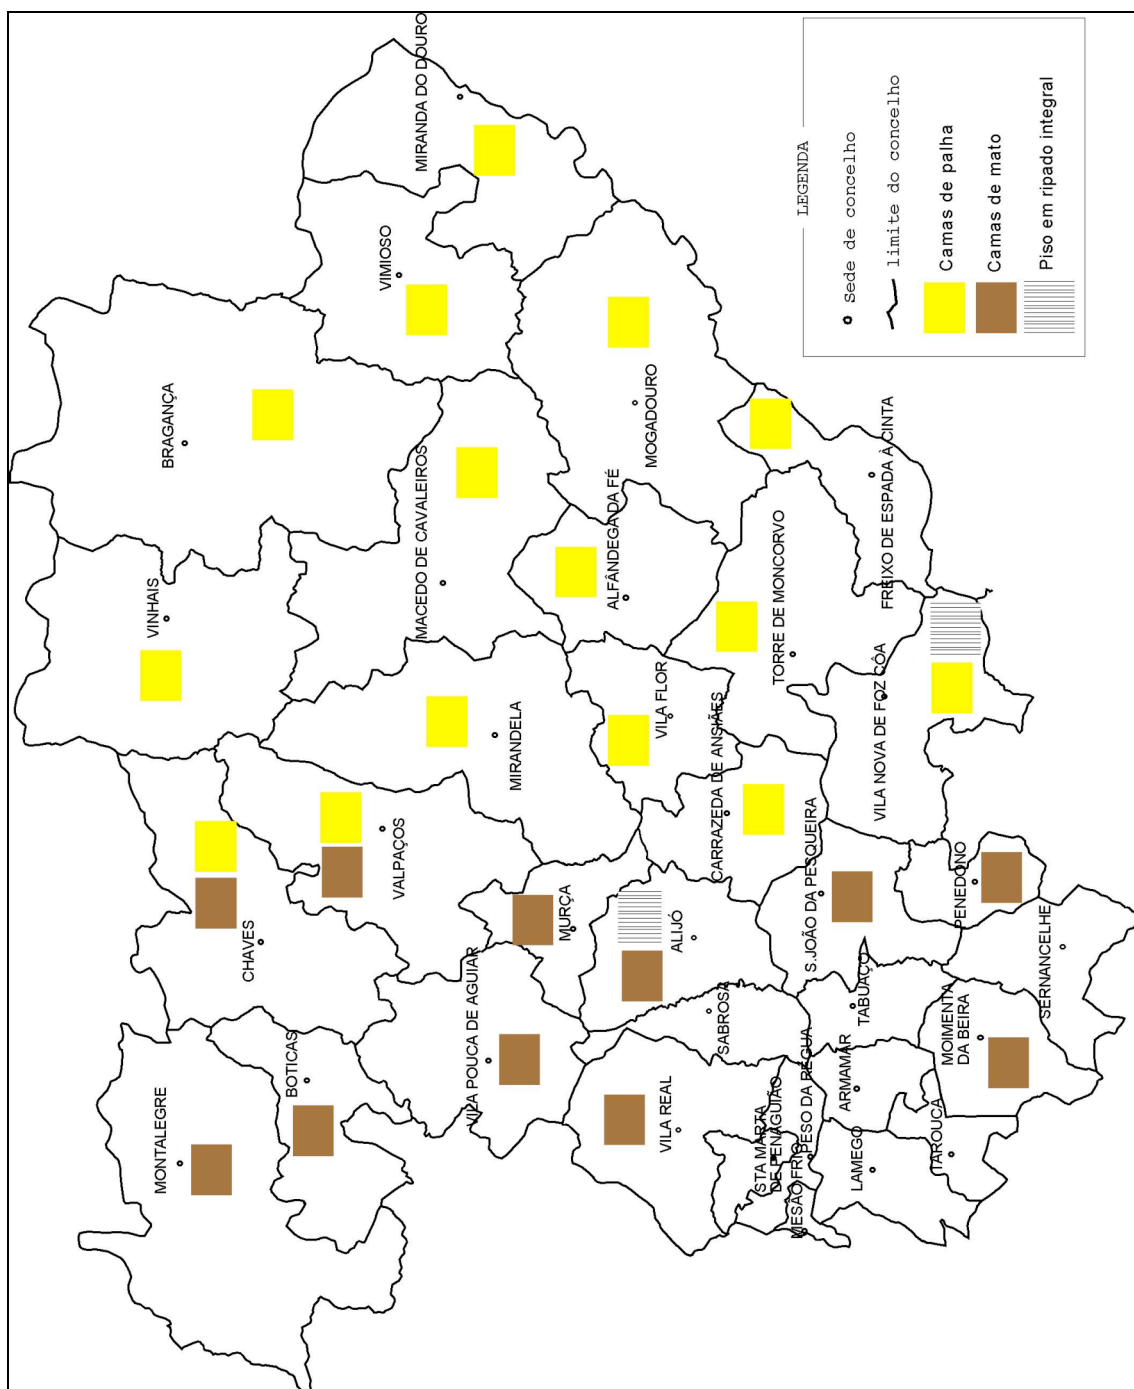 MIRANDA DO DOURO
VIMIOSO
BRAGANÇA
MOGADOURO
MACEDO DE CAVALEIROS
ALFÂNDEGA DA FÉ
FREIXO DE ESPADA À CINTA
TORRE DE MONCORVO
VINHAIS
VILA FLOR
VILA NOVA DE FOZ CÔA
MIRANDELA
CARRAZEDA DE ANSIÃES
VALPAÇOS
S.JOÃO DA PESQUEIRA
PENEDONO
MURÇA
ALIJÓ
CHAVES
SERNANCELHE
TABUAÇO
SABROSA
MOIMENTA
DA BEIRA
VILA POUCA DE AGUIAR
BOTICAS
ARMAMAR
PESO DA RÉGUA
VILA REAL
TAROUCA
LAMEGO
STA MARTA
DE PENAGUIÃO
MESÃO FRIO
MONTALEGRE
LEGENDA
Sede de concelho
limite do concelho
Camas de palha
Camas de mato
Piso em ripado integral